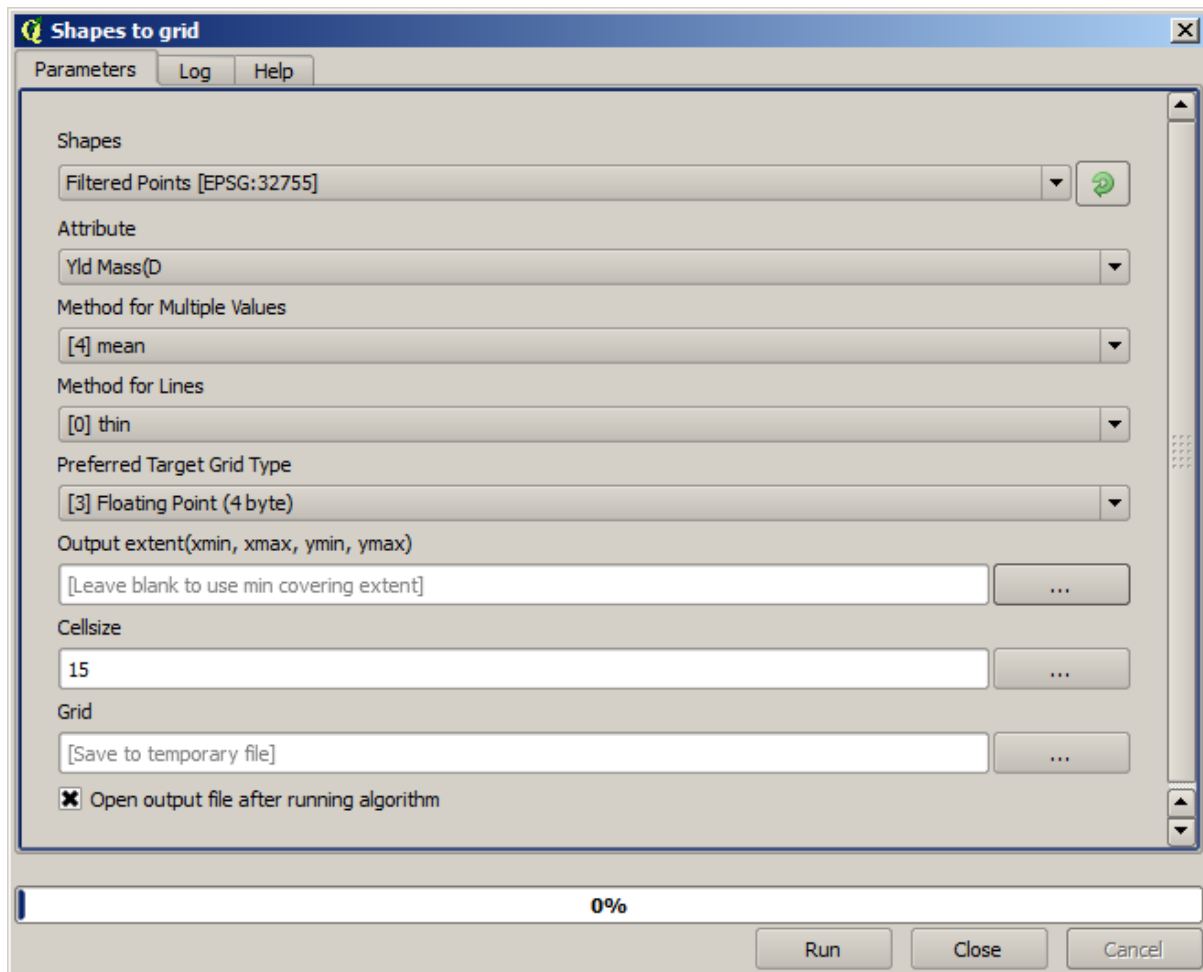 Shapes to grid
Parameters Log Help
Shapes
Filtered Points [EPSG:32755]
Attribute
Yld Mass(D
Method for Multiple Values
[4] mean
Method for Lines
[0] thin
Preferred Target Grid Type
[3] Floating Point (4 byte)
Output extent(xmin, xmax, ymin, ymax)
[Leave blank to use min covering extent]
...
Cellsize
15
...
Grid
[Save to temporary file]
...
Open output file after running algorithm
0%
Run Close Cancel